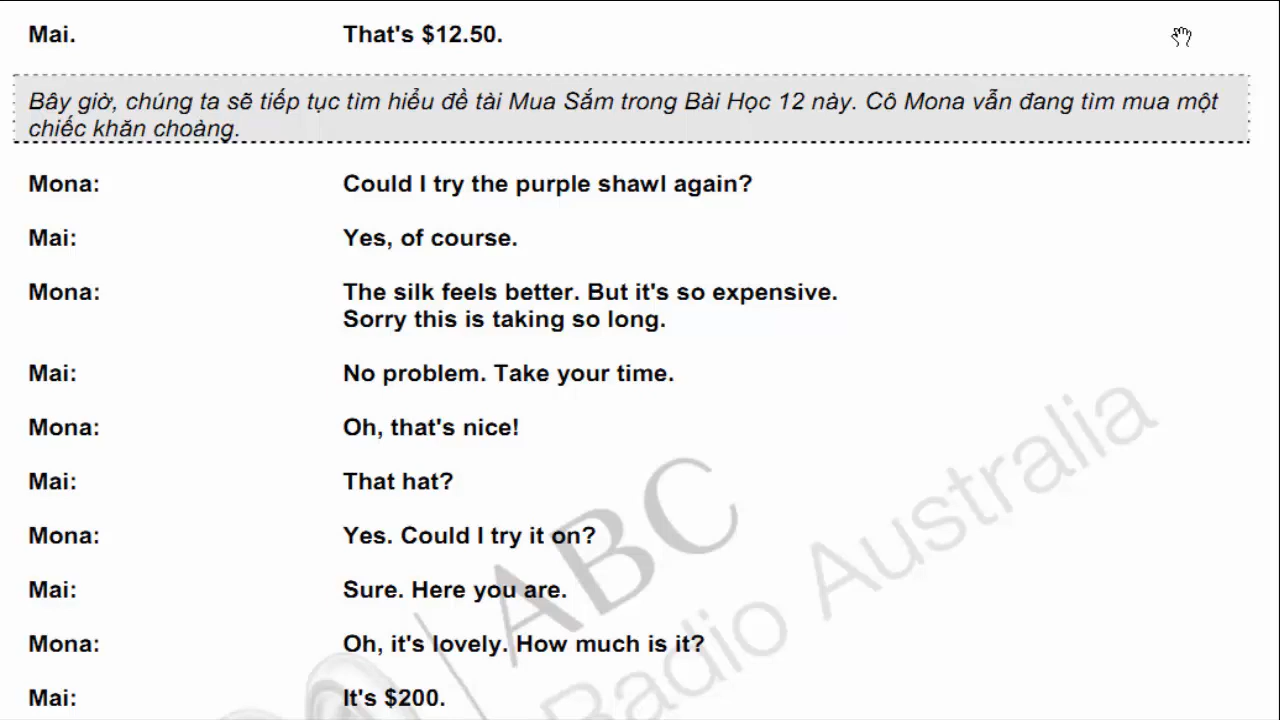 Mai. That's $12.50.
Bây giờ, chúng ta sẽ tiếp tục tìm hiểu đề tài Mua Sắm trong Bài Học 12 này. Cô Mona vẫn đang tìm mua một
chiếc khăn choàng.
Mona: Could I try the purple shawl again?
Mai: Yes, of course.
Mona: The silk feels better. But it's so expensive.
Sorry this is taking so long.
Mai: No problem. Take your time.
Mona: Oh, that's nice!
Mai: That hat?
Mona: Yes. Could I try it on?
Mai: Sure. Here you are.
Mona: Oh, it's lovely. How much is it?
Mai: It's $200.
ABC
Radio Australia